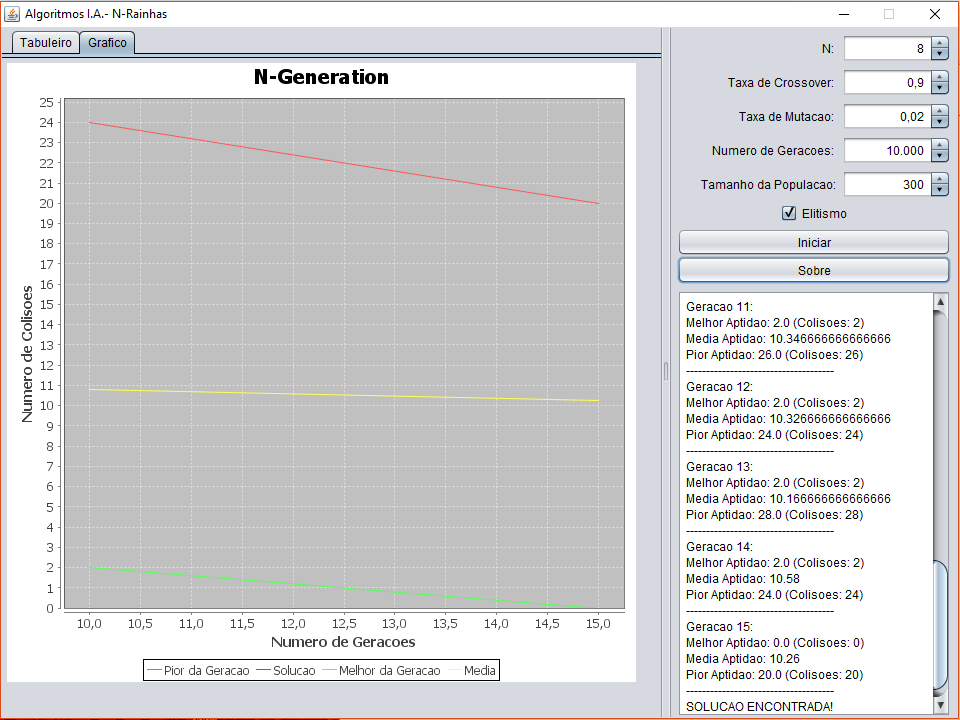 Algoritmos I.A.- N-Rainhas
Tabuleiro
Grafico
N-Generation
25
24
23
22
21
20
19
18
17
16
15
14
13
12
11
10
9
8
7
6
5
4
3
2
1
0
Numero de Colisoes
10,0 10,5 11,0 11,5 12,0 12,5 13,0 13,5 14,0 14,5 15,0
Numero de Geracoes
Pior da Geracao Solucao Melhor da Geracao Media
N: 8
Taxa de Crossover: 0,9
Taxa de Mutacao: 0,02
Numero de Geracoes: 10.000
Tamanho da Populacao: 300
Elitismo
Iniciar
Sobre
Geracao 11:
Melhor Aptidao: 2.0 (Colisoes: 2)
Media Aptidao: 10.346666666666666
Pior Aptidao: 26.0 (Colisoes: 26)
-------------------------------------
Geracao 12:
Melhor Aptidao: 2.0 (Colisoes: 2)
Media Aptidao: 10.326666666666666
Pior Aptidao: 24.0 (Colisoes: 24)
-------------------------------------
Geracao 13:
Melhor Aptidao: 2.0 (Colisoes: 2)
Media Aptidao: 10.166666666666666
Pior Aptidao: 28.0 (Colisoes: 28)
-------------------------------------
Geracao 14:
Melhor Aptidao: 2.0 (Colisoes: 2)
Media Aptidao: 10.58
Pior Aptidao: 24.0 (Colisoes: 24)
-------------------------------------
Geracao 15:
Melhor Aptidao: 0.0 (Colisoes: 0)
Media Aptidao: 10.26
Pior Aptidao: 20.0 (Colisoes: 20)
-------------------------------------
SOLUCAO ENCONTRADA!